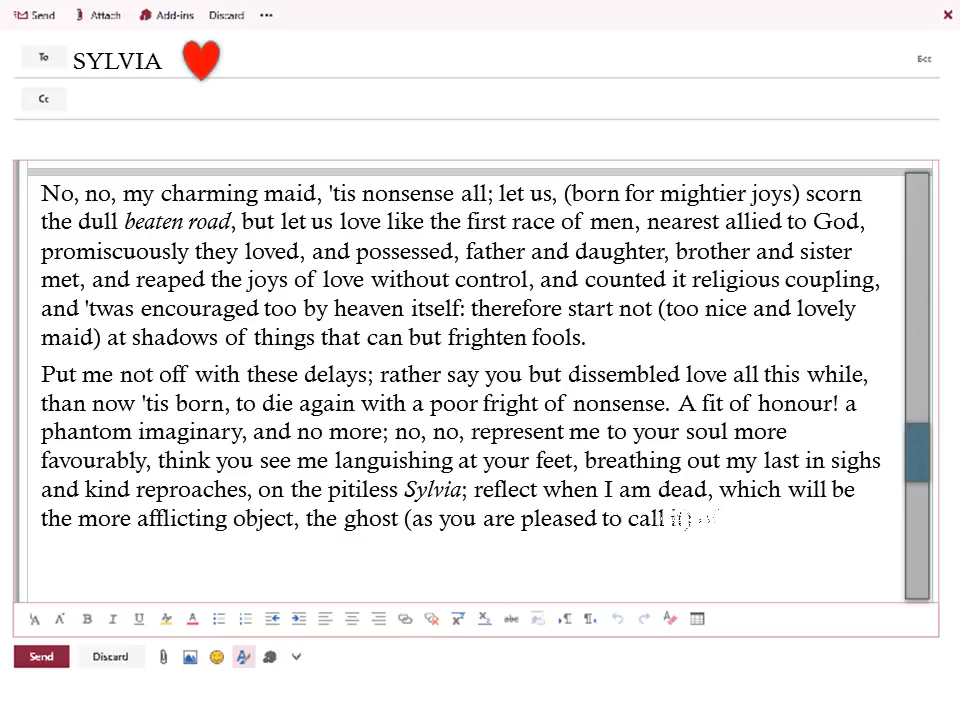 Send Attach Add-ins Discard
To SYLVIA Bcc
Cc
No, no, my charming maid, 'tis nonsense all; let us, (born for mightier joys) scorn
the dull beaten road, but let us love like the first race of men, nearest allied to God,
promiscuously they loved, and possessed, father and daughter, brother and sister
met, and reaped the joys of love without control, and counted it religious coupling,
and 'twas encouraged too by heaven itself: therefore start not (too nice and lovely
maid) at shadows of things that can but frighten fools.
Put me not off with these delays; rather say you but dissembled love all this while,
than now 'tis born, to die again with a poor fright of nonsense. A fit of honour! a
phantom imaginary, and no more; no, no, represent me to your soul more
favourably, think you see me languishing at your feet, breathing out my last in sighs
and kind reproaches, on the pitiless Sylvia; reflect when I am dead, which will be
the more afflicting object, the ghost (as you are pleased to call
Send Discard